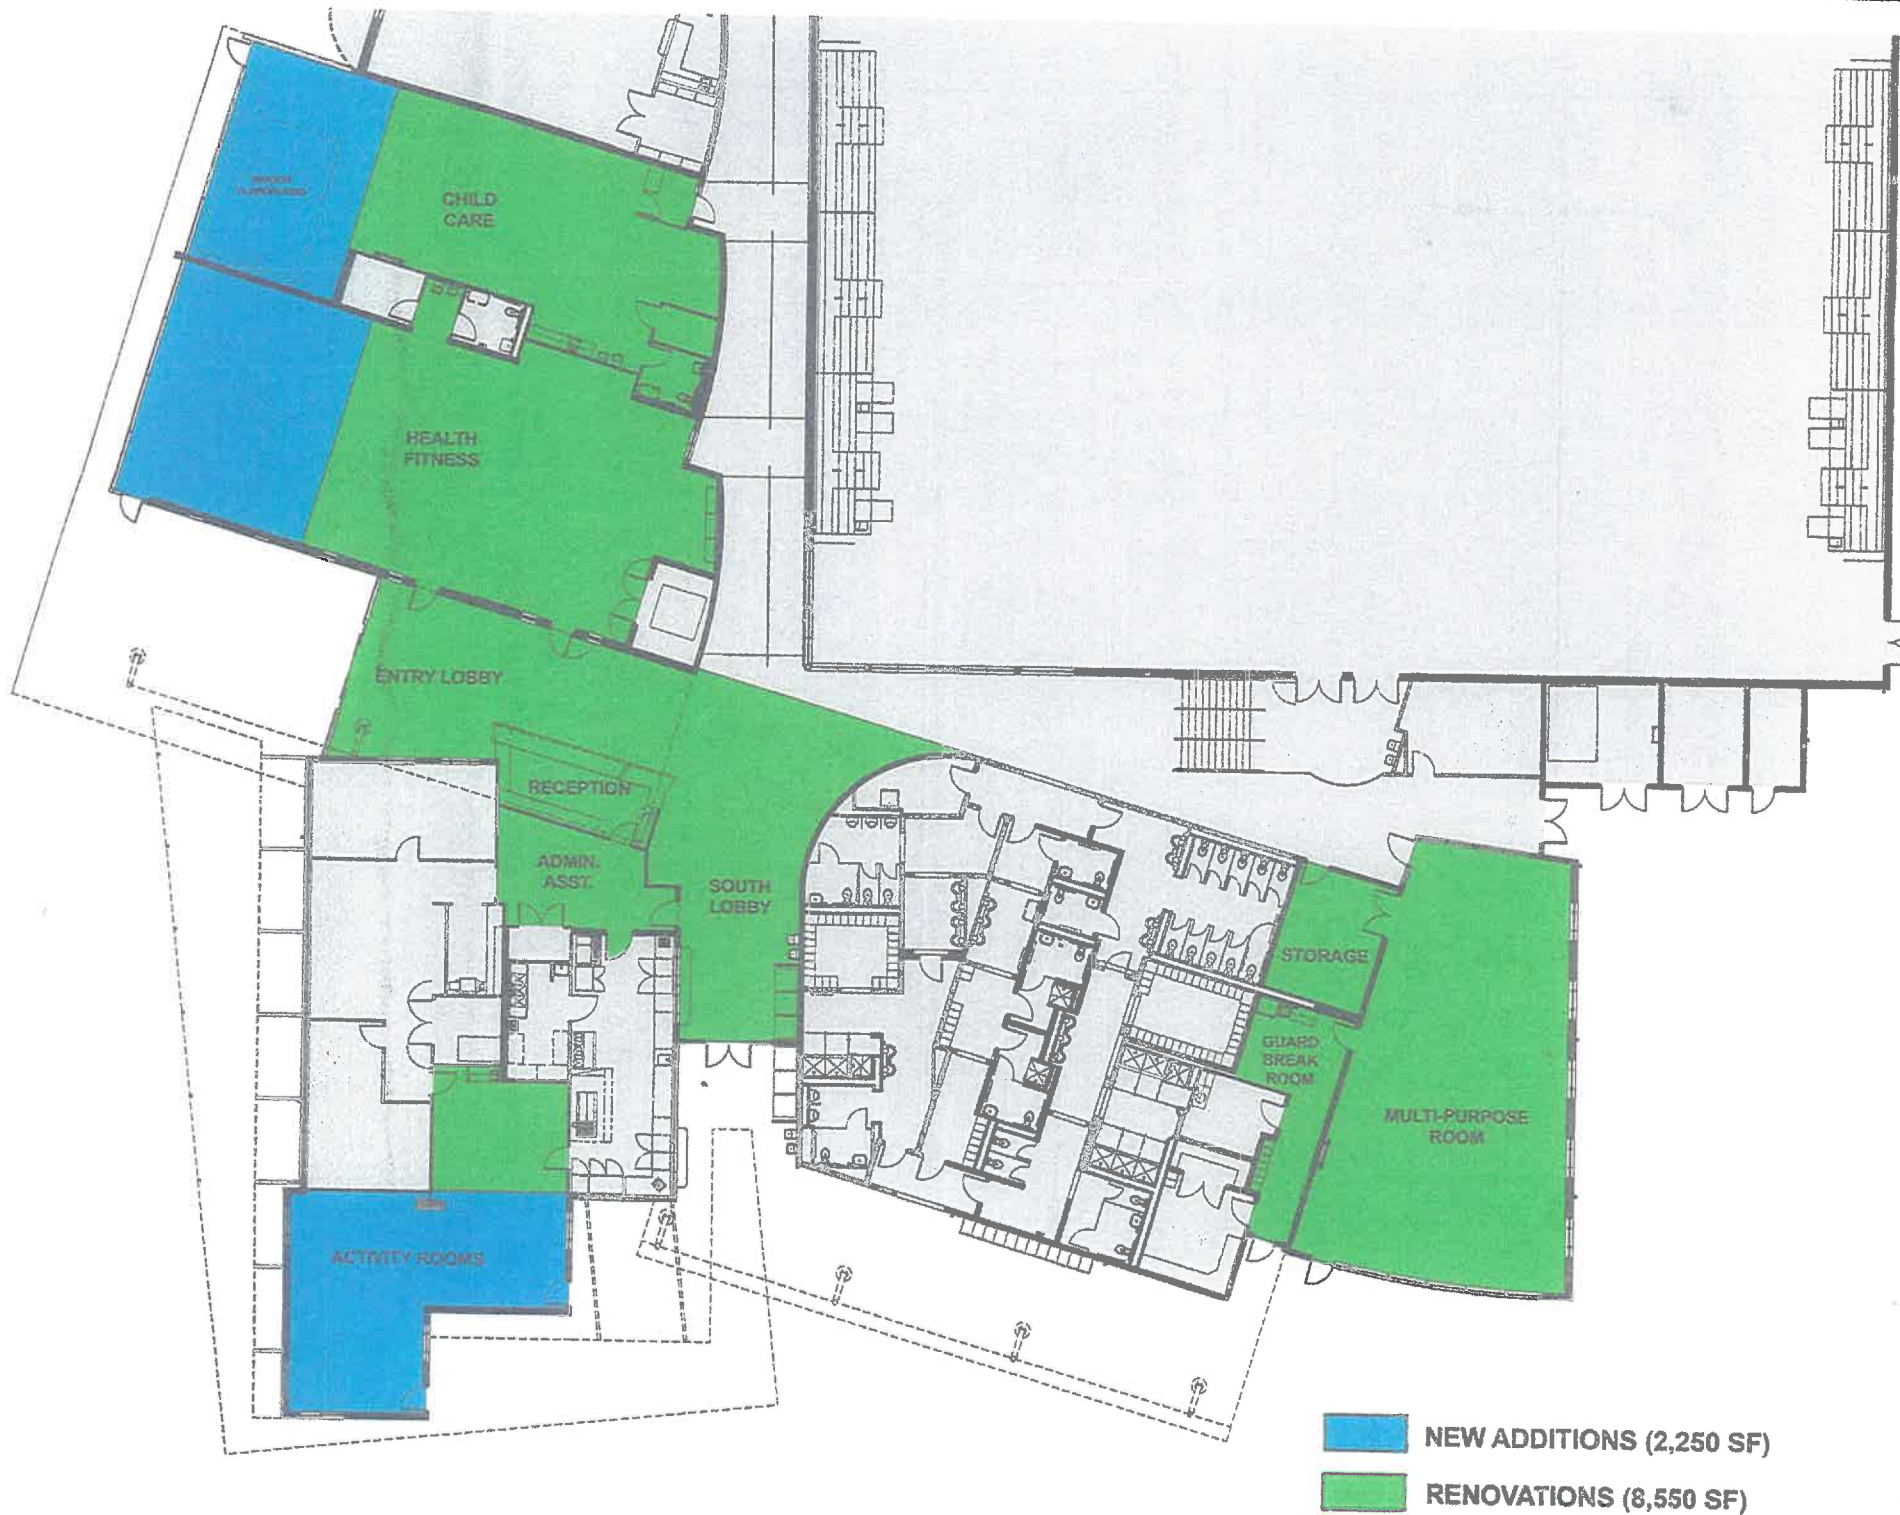 CHILD
CARE
HEALTH
FITNESS
ENTRY LOBBY
RECEPTION
ADMIN.
ASST.
SOUTH
LOBBY
STORAGE
GUARD
BREAK
ROOM
MULTI-PURPOSE
ROOM
ACTIVITY ROOMS
NEW ADDITIONS (2,250 SF)
RENOVATIONS (8,550 SF)